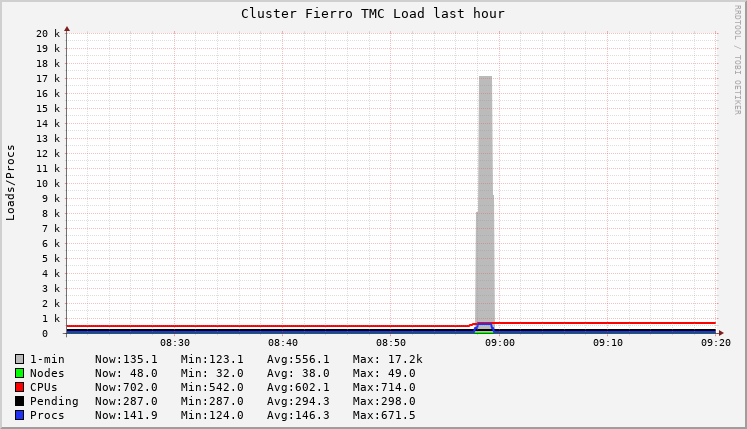 Cluster Fierro TMC Load last hour
RRDTOOL / TOBI OETIKER
Loads/Procs
20 k
19 k
18 k
17 k
16 k
15 k
14 k
13 k
12 k
11 k
10 k
9 k
8 k
7 k
6 k
5 k
4 k
3 k
2 k
1 k
0
08:30 08:40 08:50 09:00 09:10 09:20
1-min Now:135.1 Min:123.1 Avg:556.1 Max: 17.2k
Nodes Now: 48.0 Min: 32.0 Avg: 38.0 Max: 49.0
CPUs Now:702.0 Min:542.0 Avg:602.1 Max:714.0
Pending Now:287.0 Min:287.0 Avg:294.3 Max:298.0
Procs Now:141.9 Min:124.0 Avg:146.3 Max:671.5